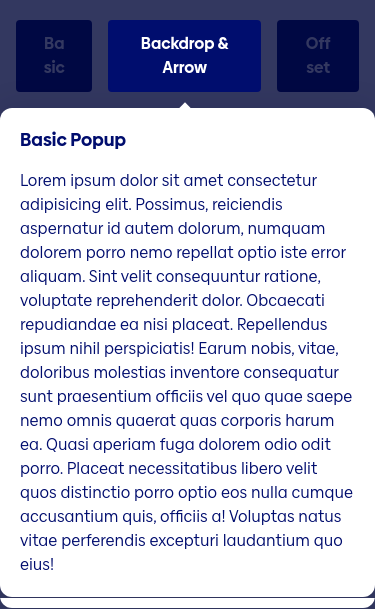 Ba
sic
Backdrop &
Arrow
Off
set
Basic Popup
Lorem ipsum dolor sit amet consectetur
adipisicing elit. Possimus, reiciendis
aspernatur id autem dolorum, numquam
dolorem porro nemo repellat optio iste error
aliquam. Sint velit consequuntur ratione,
voluptate reprehenderit dolor. Obcaecati
repudiandae ea nisi placeat. Repellendus
ipsum nihil perspiciatis! Earum nobis, vitae,
doloribus molestias inventore consequatur
sunt praesentium officiis vel quo quae saepe
nemo omnis quaerat quas corporis harum
ea. Quasi aperiam fuga dolorem odio odit
porro. Placeat necessitatibus libero velit
quos distinctio porro optio eos nulla cumque
accusantium quis, officiis a! Voluptas natus
vitae perferendis excepturi laudantium quo
eius!